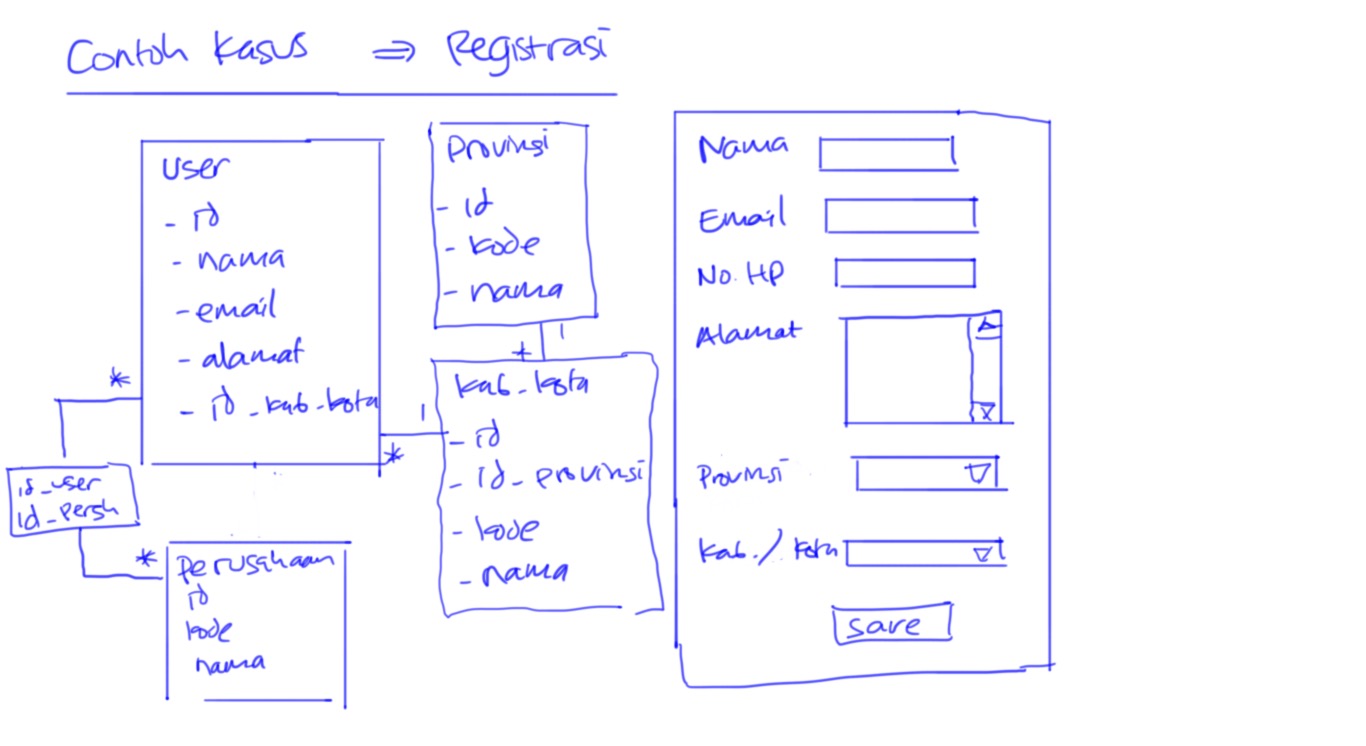 Contoh Kasus ⇒ Registrasi
User
- id
- nama
- email
- alamat
- id_kab_kota
*
id_user
id_persh
*
Perusahaan
id
kode
nama
Provinsi
- id
- kode
- nama
1
*
kab_kota
- id
- id_provinsi
- kode
- nama
1
*
Nama
Email
No. HP
Alamat
Provinsi
Kab./Kota
Save